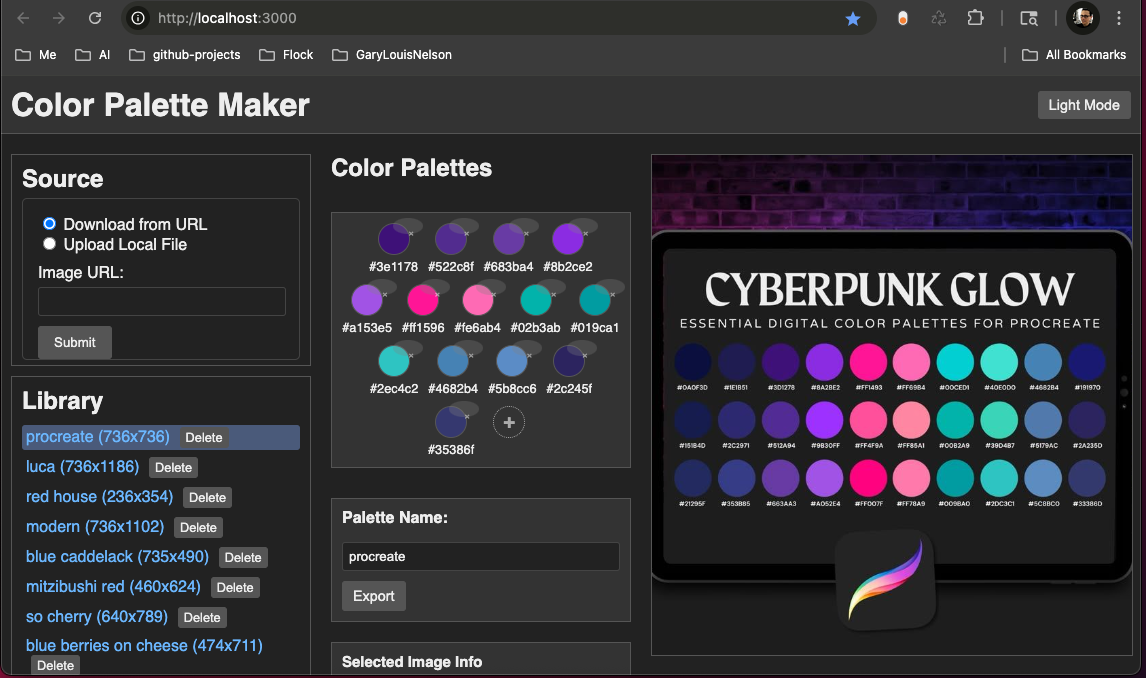 http://localhost:3000
Me
AI
github-projects
Flock
GaryLouisNelson
All Bookmarks
Color Palette Maker
Light Mode
Source
Download from URL
Upload Local File
Image URL:
Submit
Library
procreate (736x736) Delete
luca (736x1186) Delete
red house (236x354) Delete
modern (736x1102) Delete
blue caddelack (735x490) Delete
mitzibushi red (460x624) Delete
so cherry (640x789) Delete
blue berries on cheese (474x711)
Delete
Color Palettes
#3e1178 #522c8f #683ba4 #8b2ce2
#a153e5 #ff1596 #fe6ab4 #02b3ab #019ca1
#2ec4c2 #4682b4 #5b8cc6 #2c245f
#35386f
Palette Name:
procreate
Export
Selected Image Info
CYBERPUNK GLOW
ESSENTIAL DIGITAL COLOR PALETTES FOR PROCREATE
#0A0F3D #1E1B51 #3D1278 #8A2BE2 #FF1493 #FF69B4 #00CED1 #40E0D0 #4682B4 #191970
#151B4D #2C2971 #512A94 #9B30FF #FF4F9A #FF85A1 #00B2A9 #39D4B7 #5179AC #2A235D
#21295F #353B85 #663AA3 #A052E4 #FF007F #FF78A9 #009BA0 #2DC3C1 #5C8BC0 #33386D